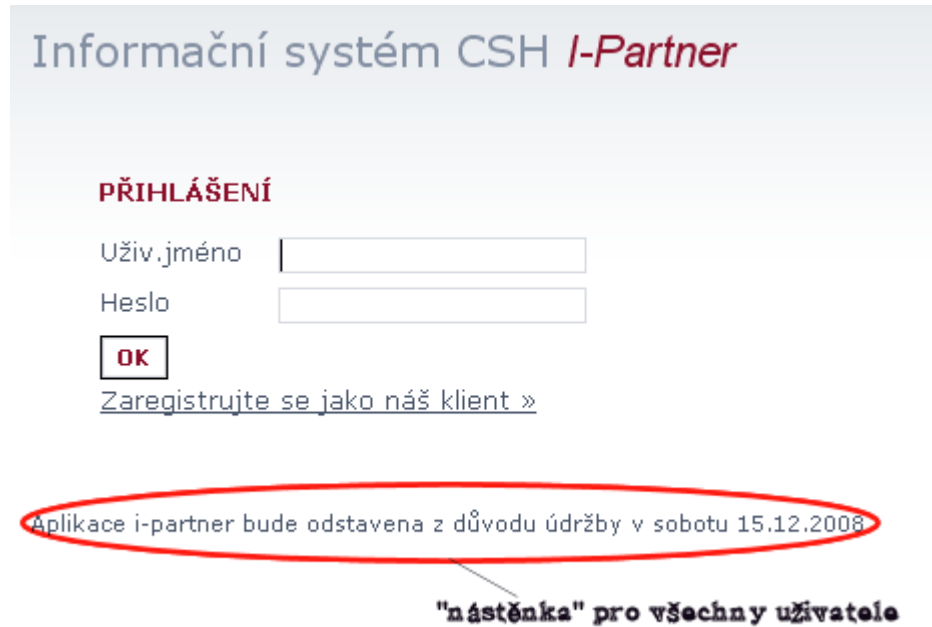 Informační systém CSH I-Partner
PŘIHLÁŠENÍ
Uživ.jméno
Heslo
OK
Zaregistrujte se jako náš klient »
Aplikace i-partner bude odstavena z důvodu údržby v sobotu 15.12.2008
"nástěnka" pro všechny uživatele